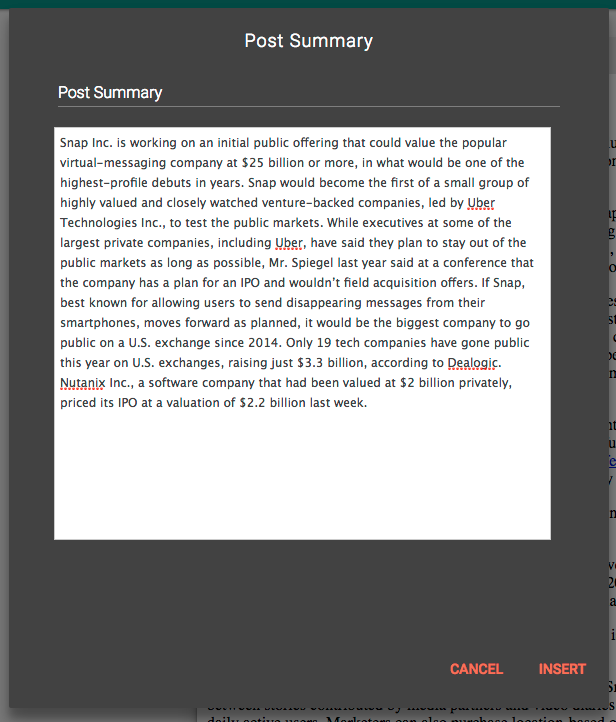 Post Summary
Post Summary
Snap Inc. is working on an initial public offering that could value the popular
virtual-messaging company at $25 billion or more, in what would be one of the
highest-profile debuts in years. Snap would become the first of a small group of
highly valued and closely watched venture-backed companies, led by Uber
Technologies Inc., to test the public markets. While executives at some of the
largest private companies, including Uber, have said they plan to stay out of the
public markets as long as possible, Mr. Spiegel last year said at a conference that
the company has a plan for an IPO and wouldn't field acquisition offers. If Snap,
best known for allowing users to send disappearing messages from their
smartphones, moves forward as planned, it would be the biggest company to go
public on a U.S. exchange since 2014. Only 19 tech companies have gone public
this year on U.S. exchanges, raising just $3.3 billion, according to Dealogic.
Nutanix Inc., a software company that had been valued at $2 billion privately,
priced its IPO at a valuation of $2.2 billion last week.
CANCEL INSERT
between stories contributed by media partners and video diaries
daily active users. Marketers can also purchase location-based